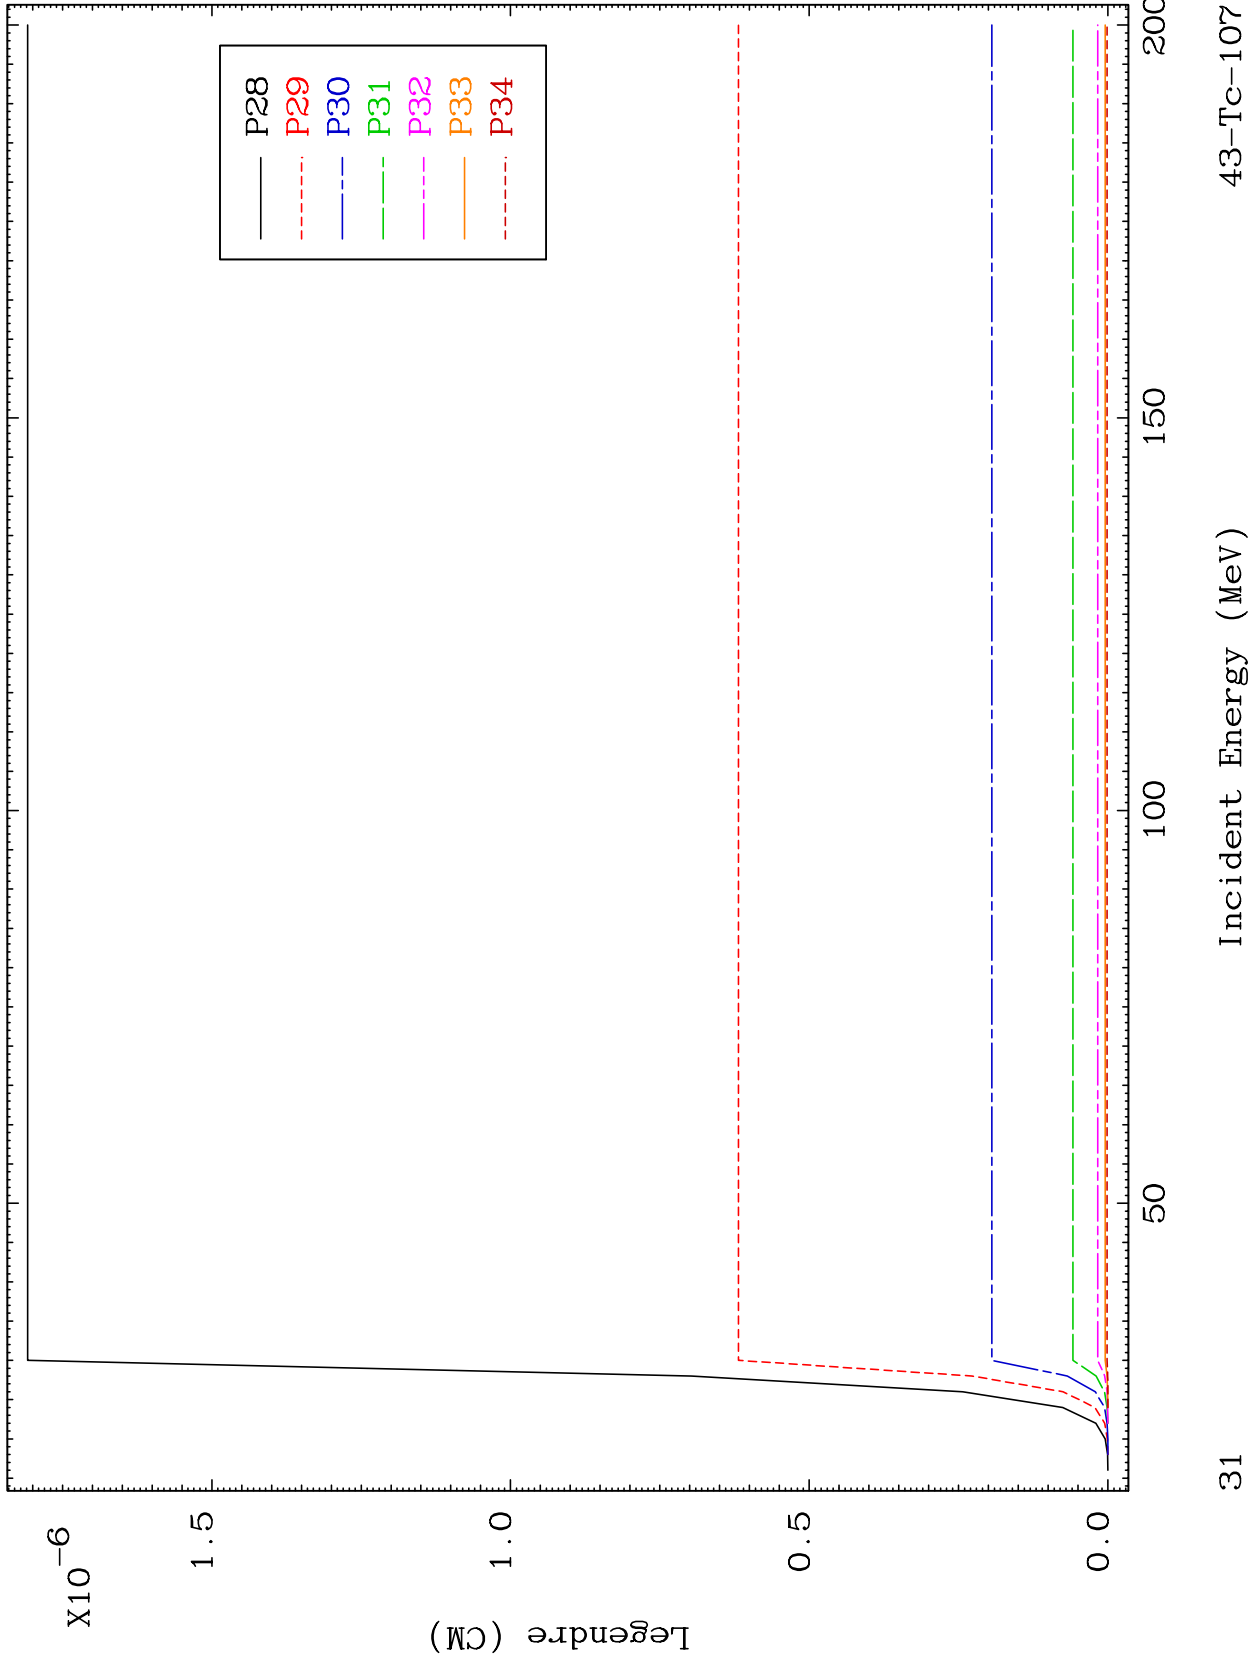 X10^-6
1.5
1.0
0.5
0.0
Legendre (CM)
P28
P29
P30
P31
P32
P33
P34
50
100
150
200
Incident Energy (MeV)
31
43-Tc-107